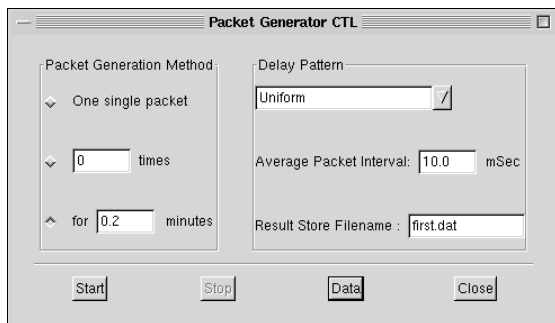 Packet Generator CTL
Packet Generation Method
One single packet
0 times
for 0.2 minutes
Delay Pattern
Uniform
Average Packet Interval: 10.0 mSec
Result Store Filename : first.dat
Start Stop Data Close